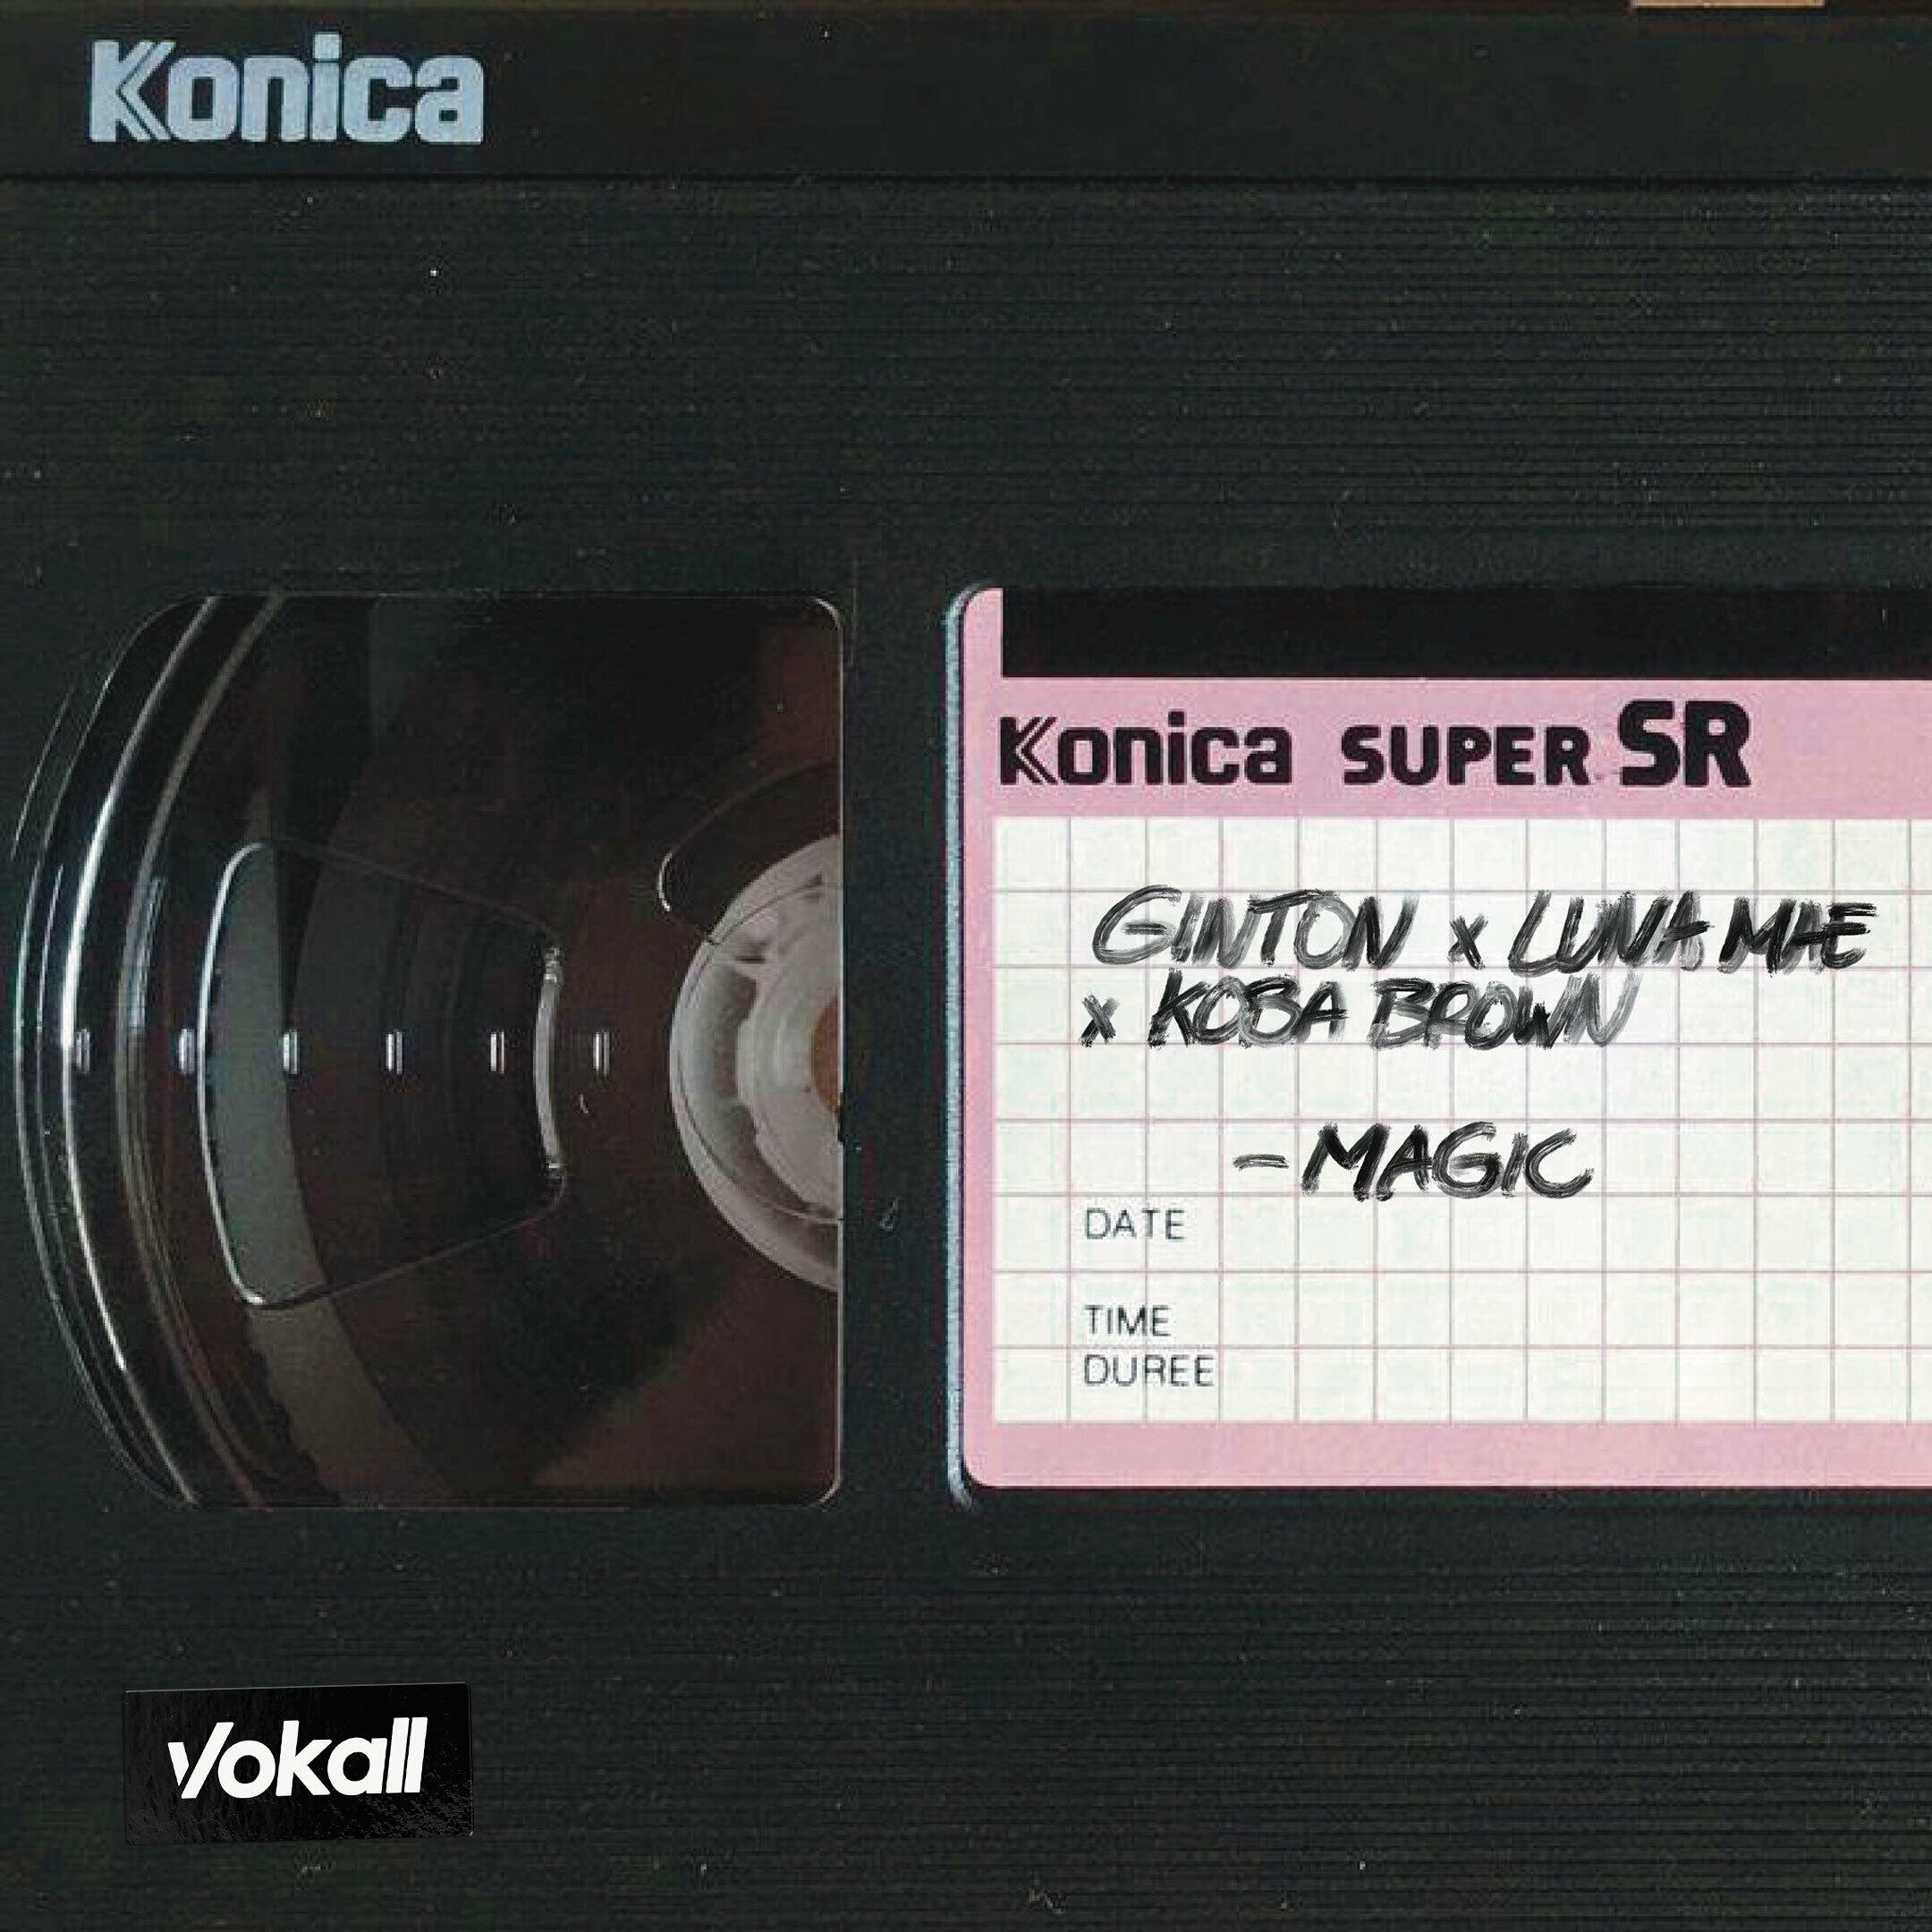 Konica
Konica SUPER SR
GINTON x LUNA MAE
x KOBA BROWN
- MAGIC
DATE
TIME
DUREE
Vokall